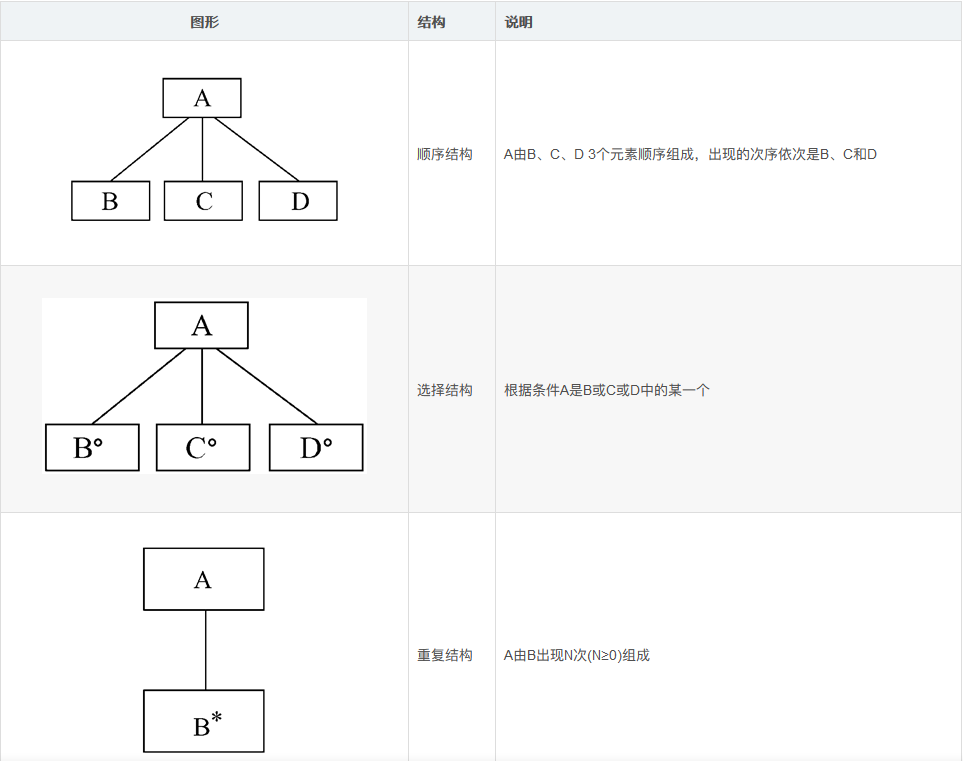 图形 结构 说明
A
B C D
顺序结构 A由B、C、D 3个元素顺序组成，出现的次序依次是B、C和D
A
B° C° D°
选择结构 根据条件A是B或C或D中的某一个
A
B*
重复结构 A由B出现N次(N≥0)组成